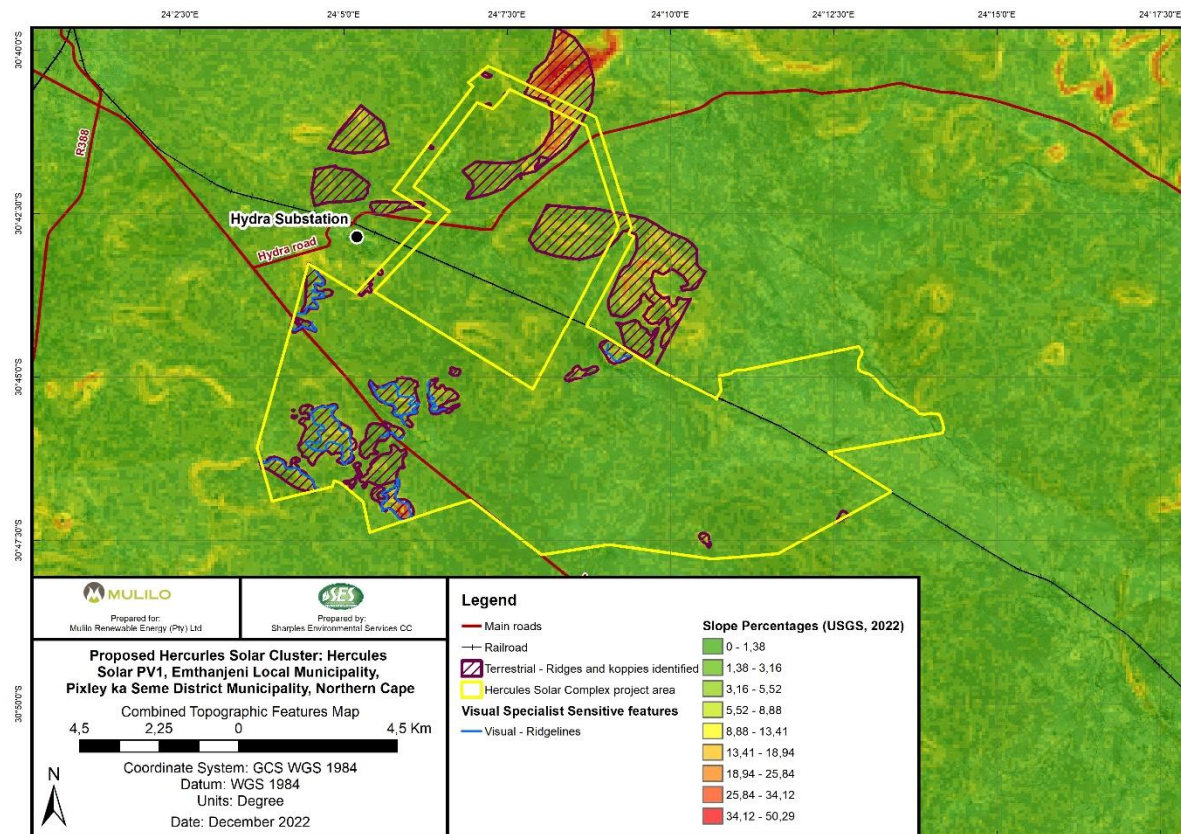 24°2'30"E 24°5'0"E 24°7'30"E 24°10'0"E 24°12'30"E 24°15'0"E 24°17'30"E
30°40'0"S
30°42'30"S
30°45'0"S
30°47'30"S
30°50'0"S
R388
Hydra Substation
Hydra road
MULILO
Prepared for:
Mulilo Renewable Energy (Pty) Ltd
SES
Prepared by:
Sharples Environmental Services CC
Proposed Hercurles Solar Cluster: Hercules
Solar PV1, Emthanjeni Local Municipality,
Pixley ka Seme District Municipality, Northern Cape
Combined Topographic Features Map
4,5 2,25 0 4,5 Km
Coordinate System: GCS WGS 1984
Datum: WGS 1984
Units: Degree
Date: December 2022
N
Legend
Main roads
Railroad
Terrestrial - Ridges and koppies identified
Hercules Solar Complex project area
Visual Specialist Sensitive features
Visual - Ridgelines
Slope Percentages (USGS, 2022)
0 - 1,38
1,38 - 3,16
3,16 - 5,52
5,52 - 8,88
8,88 - 13,41
13,41 - 18,94
18,94 - 25,84
25,84 - 34,12
34,12 - 50,29